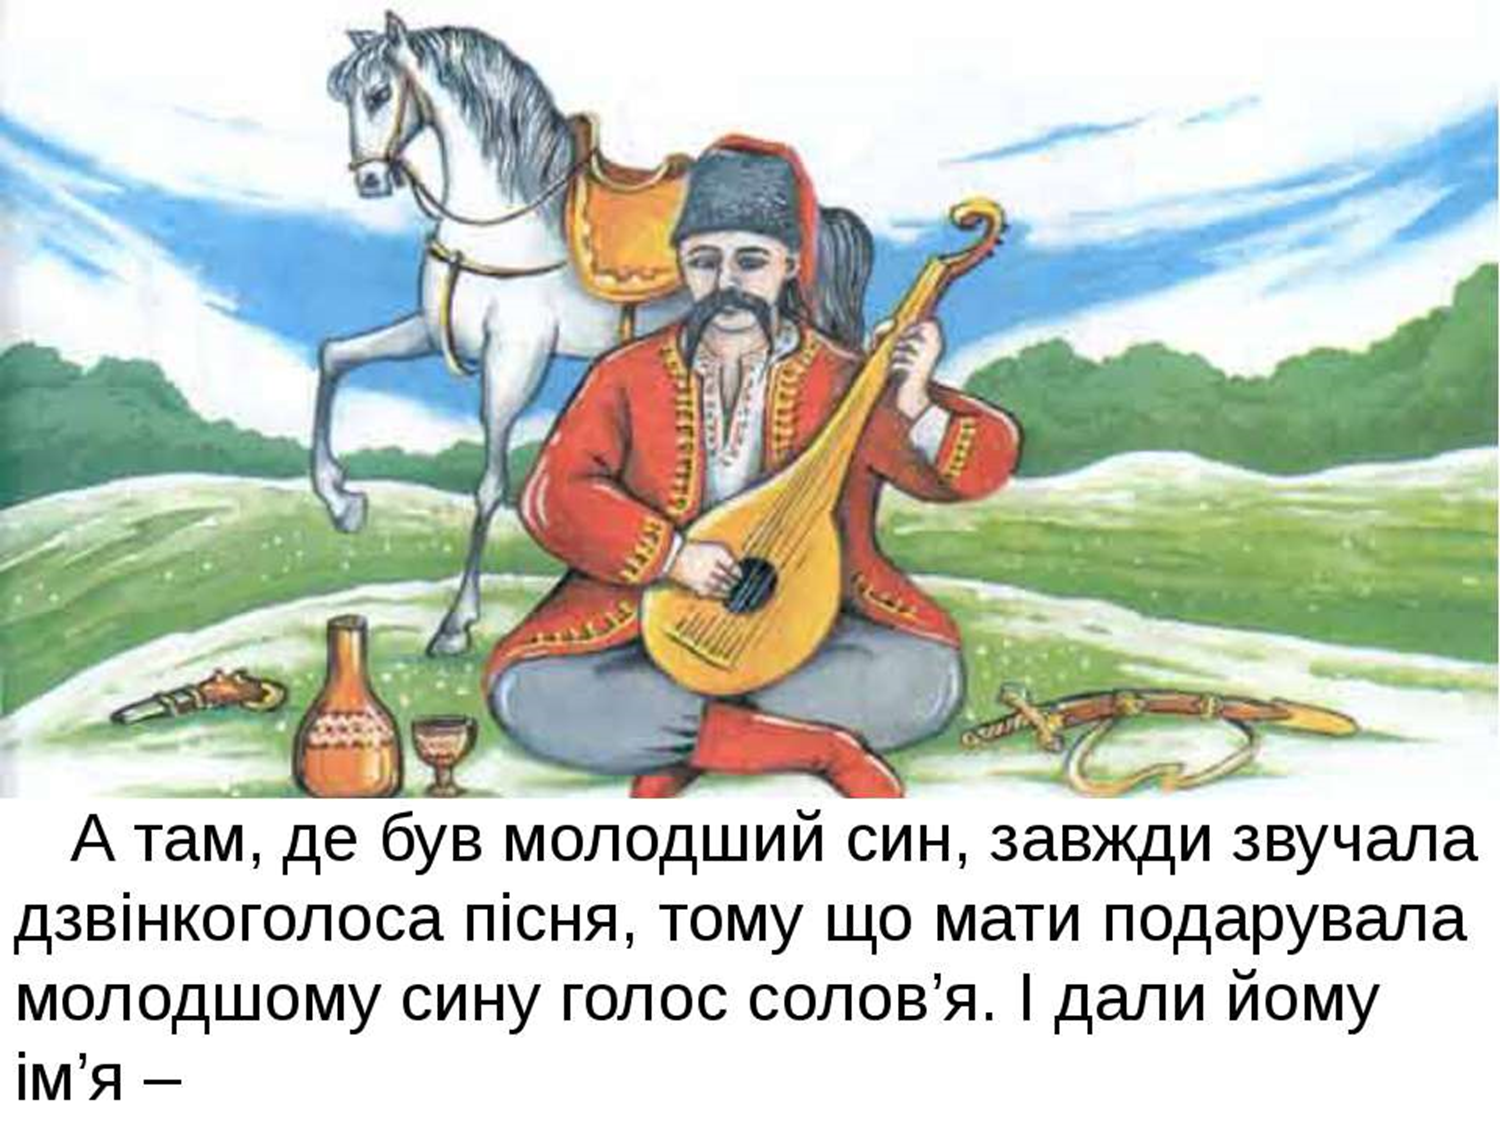 А там, де був молодший син, завжди звучала
дзвінкоголоса пісня, тому що мати подарувала
молодшому сину голос солов’я. І дали йому
ім’я –